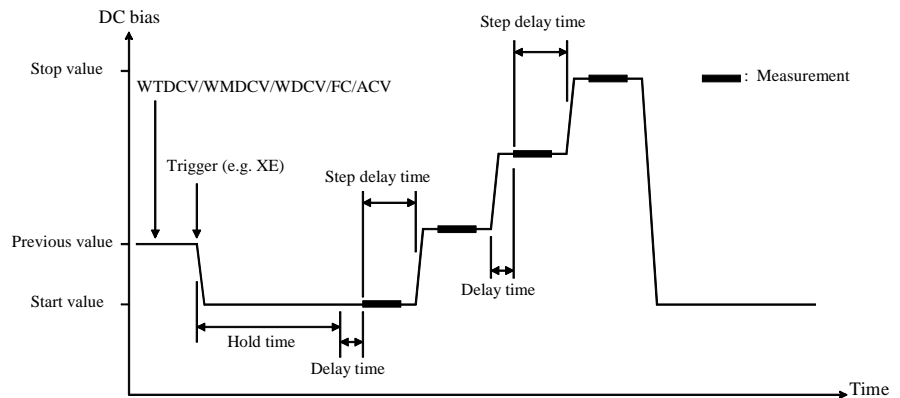 DC bias
Step delay time
Stop value
WTDCV/WMDCV/WDCV/FC/ACV
: Measurement
Trigger (e.g. XE)
Step delay time
Previous value
Delay time
Start value
Hold time
Delay time
Time